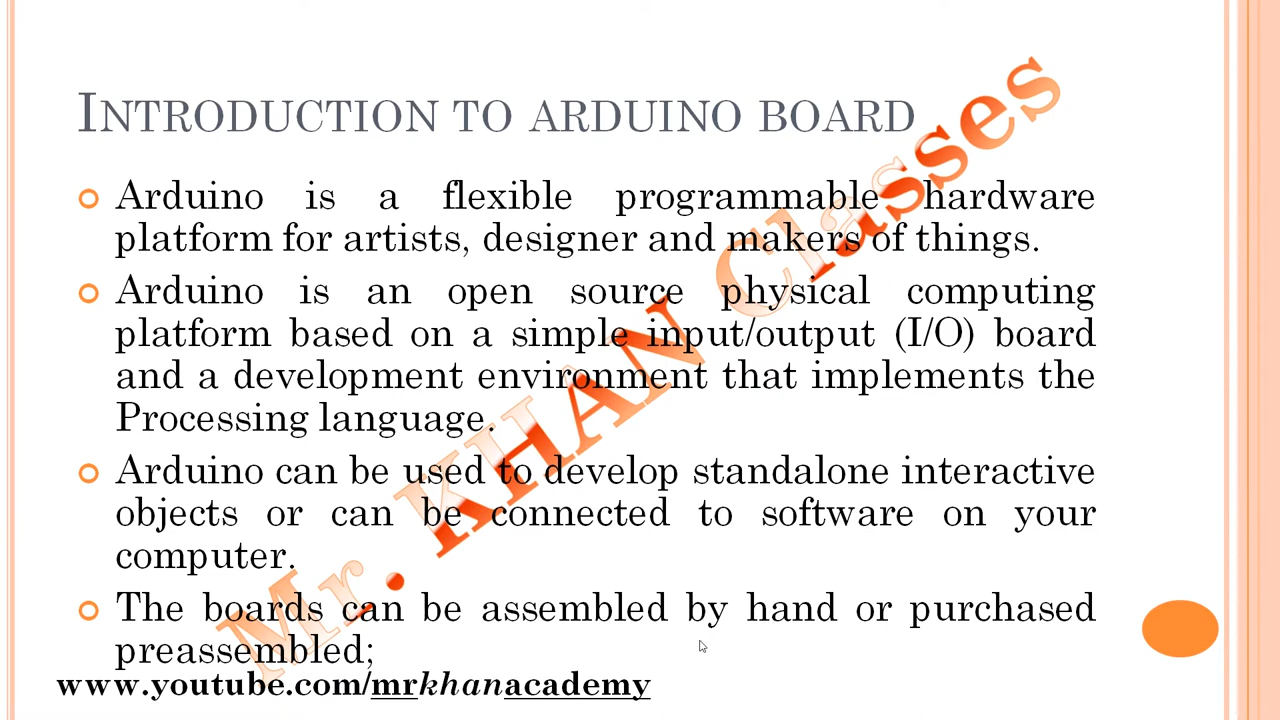 INTRODUCTION TO ARDUINO BOARD
Arduino is a flexible programmable hardware
platform for artists, designer and makers of things.
Arduino is an open source physical computing
platform based on a simple input/output (I/O) board
and a development environment that implements the
Processing language.
Arduino can be used to develop standalone interactive
objects or can be connected to software on your
computer.
The boards can be assembled by hand or purchased
preassembled;
www.youtube.com/mrkhanacademy
Mr. KHAN Classes